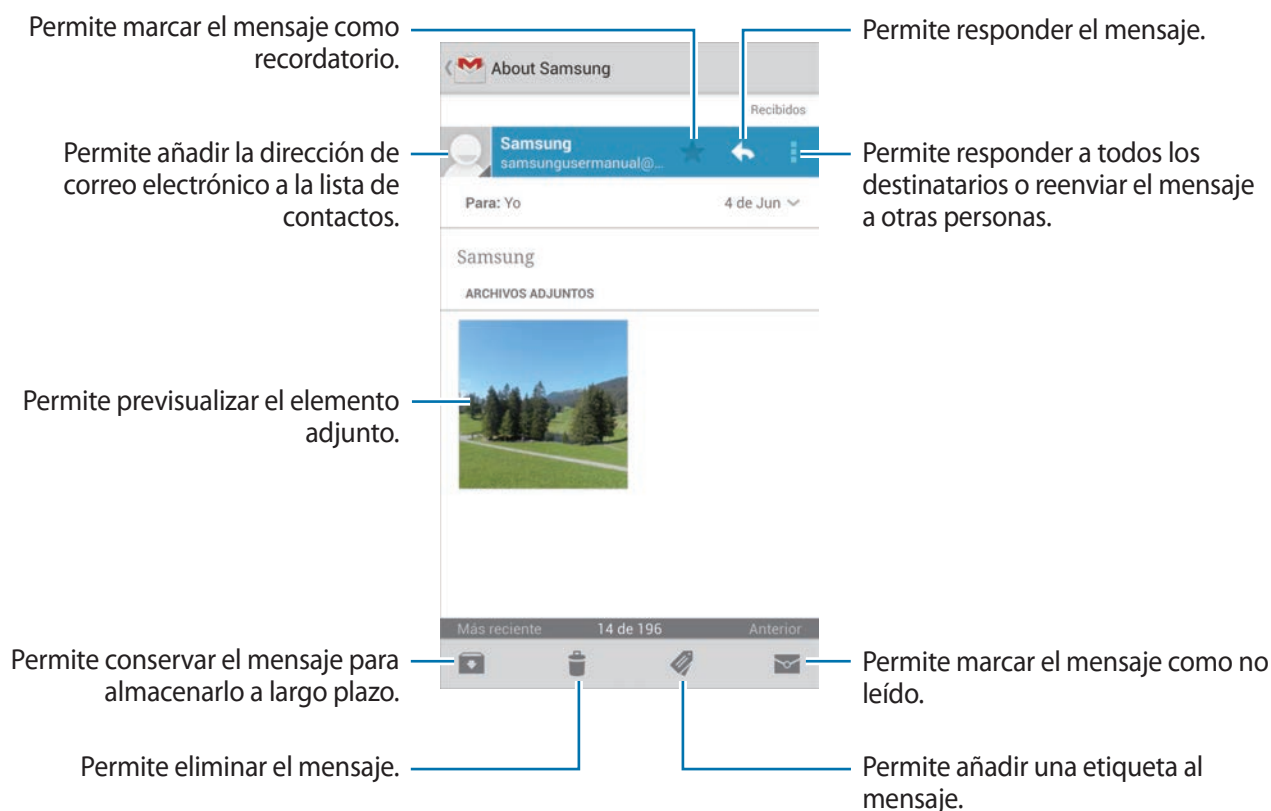 Permite marcar el mensaje como
recordatorio.
Permite responder el mensaje.
About Samsung
Recibidos
Samsung
samsungusermanual@...
Permite añadir la dirección de
correo electrónico a la lista de
contactos.
Permite responder a todos los
destinatarios o reenviar el mensaje
a otras personas.
Para: Yo
4 de Jun
Samsung
ARCHIVOS ADJUNTOS
Permite previsualizar el elemento
adjunto.
Más reciente
14 de 196
Anterior
Permite conservar el mensaje para
almacenarlo a largo plazo.
Permite marcar el mensaje como no
leído.
Permite eliminar el mensaje.
Permite añadir una etiqueta al
mensaje.